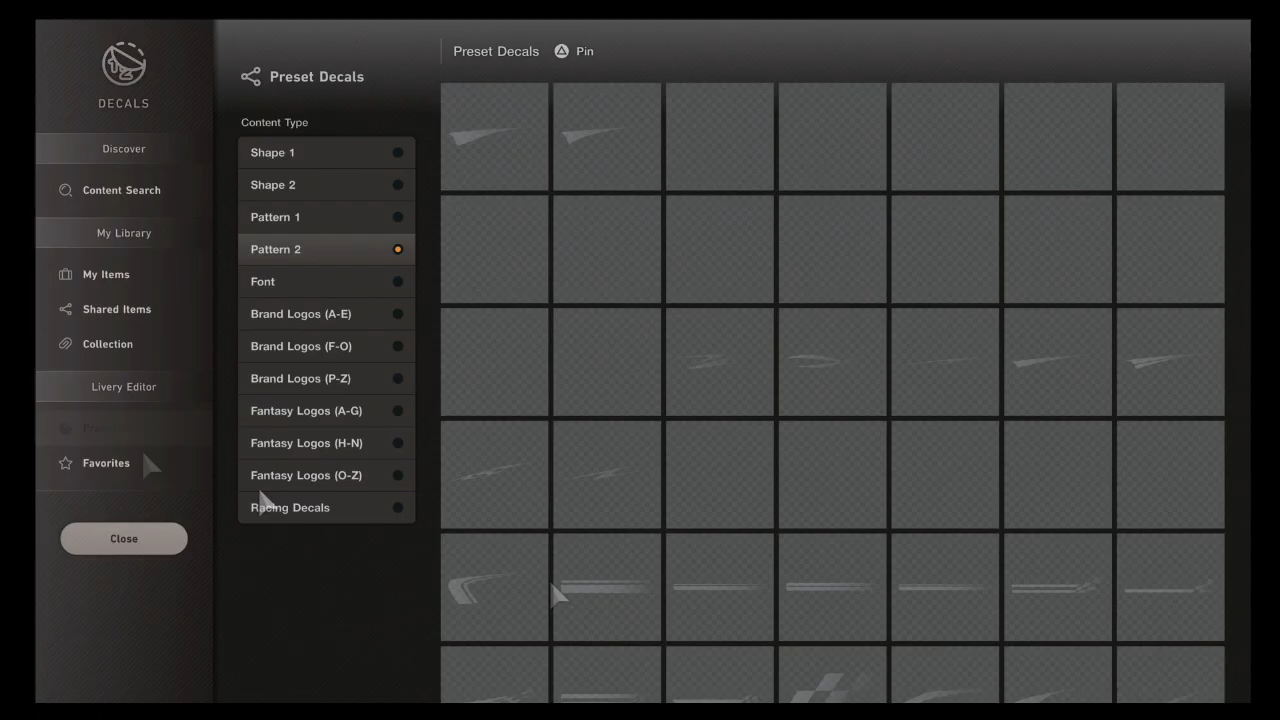 DECALS
Discover
Content Search
My Library
My Items
Shared Items
Collection
Livery Editor
Favorites
Close
Preset Decals
Content Type
Shape 1
Shape 2
Pattern 1
Pattern 2
Font
Brand Logos (A-E)
Brand Logos (F-O)
Brand Logos (P-Z)
Fantasy Logos (A-G)
Fantasy Logos (H-N)
Fantasy Logos (O-Z)
Racing Decals
Preset Decals Pin